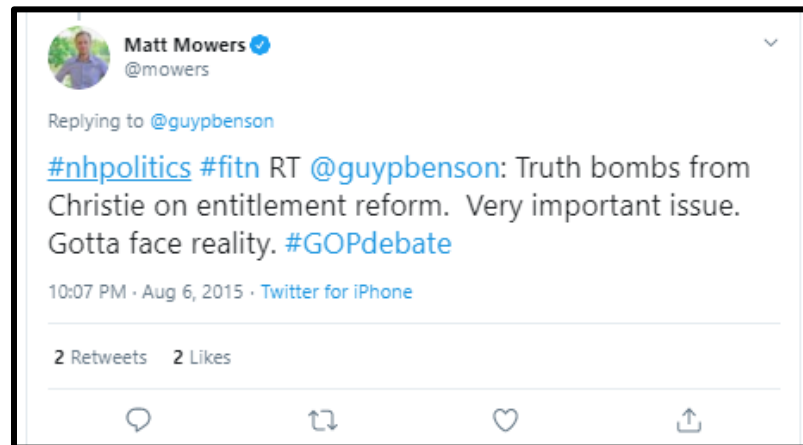 Matt Mowers
@mowers
Replying to @guypbenson
#nhpolitics #fitn RT @guypbenson: Truth bombs from
Christie on entitlement reform.  Very important issue.
Gotta face reality. #GOPdebate
10:07 PM · Aug 6, 2015 · Twitter for iPhone
2 Retweets 2 Likes